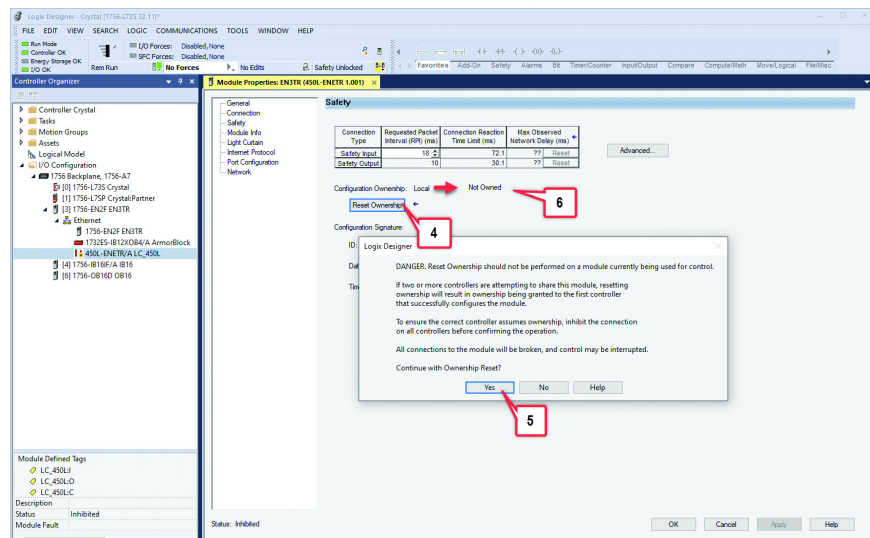 Logix Designer - Crystal [1756-L73S 32.11]*
FILE EDIT VIEW SEARCH LOGIC COMMUNICATIONS TOOLS WINDOW HELP
Run Mode
Controller OK
Energy Storage OK
I/O OK
Rem Run
I/O Forces: Disabled, None
SFC Forces: Disabled, None
No Forces
No Edits
Safety Unlocked
Favorites Add-On Safety Alarms Bit Timer/Counter Input/Output Compare Compute/Math Move/Logical File/Misc.
Controller Organizer
Controller Crystal
Tasks
Motion Groups
Assets
Logical Model
I/O Configuration
1756 Backplane, 1756-A7
[0] 1756-L73S Crystal
[1] 1756-L7SP Crystal:Partner
[3] 1756-EN2F EN3TR
Ethernet
1756-EN2F EN3TR
1732ES-IB12XOB4/A ArmorBlock
450L-ENETR/A LC_450L
[4] 1756-IB16IF/A IB16
[6] 1756-OB16D OB16
Module Defined Tags
LC_450L:I
LC_450L:O
LC_450L:C
Description
Status Inhibited
Module Fault
Module Properties: EN3TR (450L-ENETR 1.001) ×
General
Connection
Safety
Module Info
Light Curtain
Internet Protocol
Port Configuration
Network
Safety
Connection Type
Requested Packet Interval (RPI) (ms)
Connection Reaction Time Limit (ms)
Max Observed Network Delay (ms)
Safety Input 18 72.1 ?? Reset
Safety Output 10 30.1 ?? Reset
Advanced...
Configuration Ownership: Local Not Owned
6
Reset Ownership
4
Configuration Signature:
ID:
Dat
Tim
Logix Designer
DANGER. Reset Ownership should not be performed on a module currently being used for control.
If two or more controllers are attempting to share this module, resetting
ownership will result in ownership being granted to the first controller
that successfully configures the module.
To ensure the correct controller assumes ownership, inhibit the connection
on all controllers before confirming the operation.
All connections to the module will be broken, and control may be interrupted.
Continue with Ownership Reset?
Yes No Help
5
Status: Inhibited
OK Cancel Apply Help